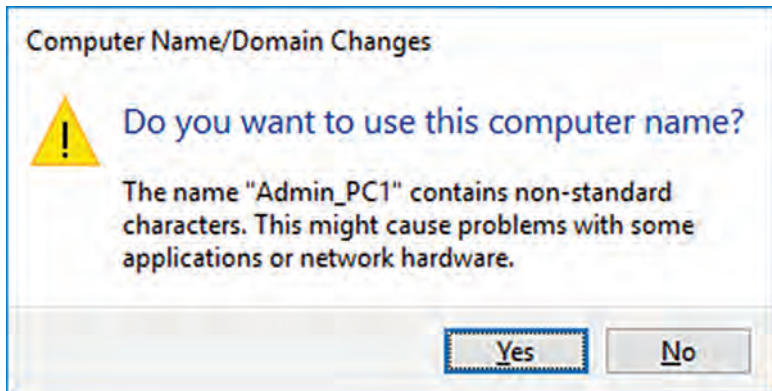 Computer Name/Domain Changes
!
Do you want to use this computer name?
The name "Admin_PC1" contains non-standard
characters. This might cause problems with some
applications or network hardware.
Yes
No